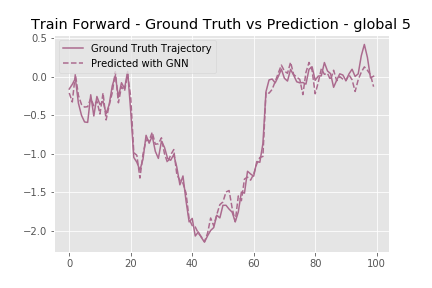 Train Forward - Ground Truth vs Prediction - global 5
Ground Truth Trajectory
Predicted with GNN
0.5
0.0
−0.5
−1.0
−1.5
−2.0
0 20 40 60 80 100